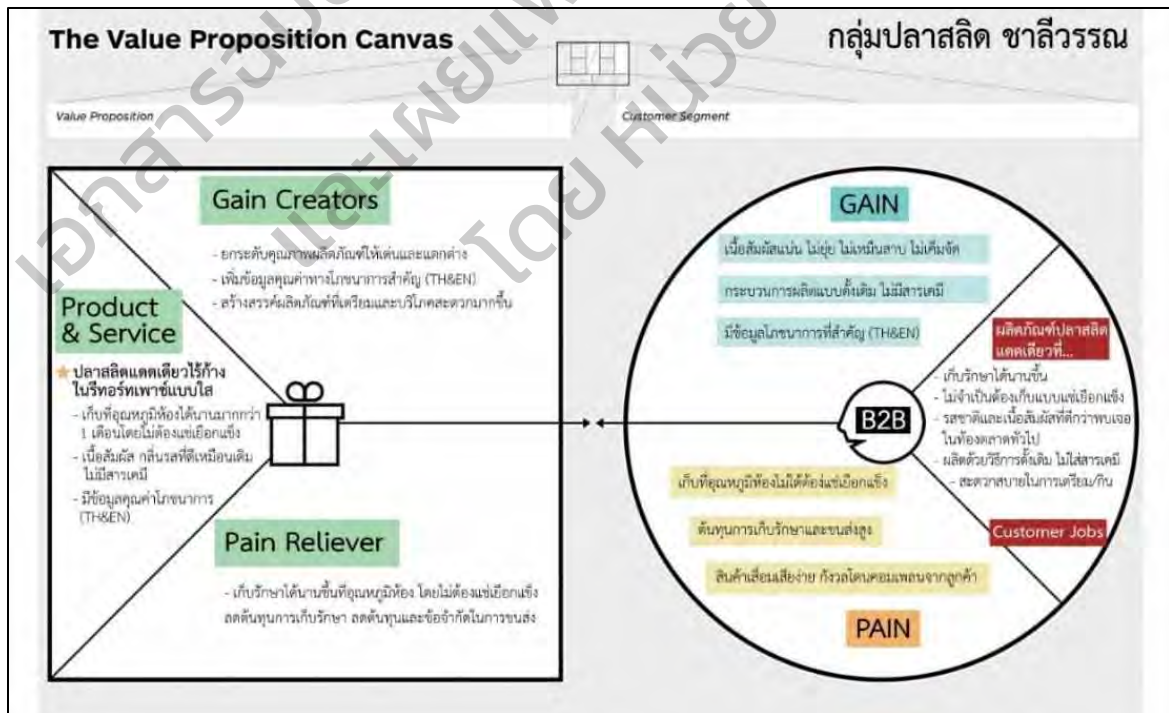 The Value Proposition Canvas
กลุ่มปลาสลิด ชาลีวรรณ
Value Proposition
Customer Segment
Gain Creators
- ยกระดับคุณภาพผลิตภัณฑ์ให้เด่นและแตกต่าง
- เพิ่มข้อมูลคุณค่าทางโภชนาการสำคัญ (TH&EN)
- สร้างสรรค์ผลิตภัณฑ์ที่เตรียมและบริโภคสะดวกมากขึ้น
Product
& Service
ปลาสลิดแดดเดียวไร้ก้าง
ในรีทอร์ทเพาช์แบบใส
- เก็บที่อุณหภูมิห้องได้นานมากกว่า
1 เดือนโดยไม่ต้องแช่เยือกแข็ง
- เนื้อสัมผัส กลิ่นรสที่ดีเหมือนเดิม
ไม่มีสารเคมี
- มีข้อมูลคุณค่าโภชนาการ
(TH&EN)
Pain Reliever
- เก็บรักษาได้นานขึ้นที่อุณหภูมิห้อง โดยไม่ต้องแช่เยือกแข็ง
ลดต้นทุนการเก็บรักษา ลดต้นทุนและข้อจำกัดในการขนส่ง
GAIN
เนื้อสัมผัสแน่น ไม่ยุ่ย ไม่เหม็นสาบ ไม่เค็มจัด
กระบวนการผลิตแบบดั้งเดิม ไม่มีสารเคมี
มีข้อมูลโภชนาการที่สำคัญ (TH&EN)
ผลิตภัณฑ์ปลาสลิด
แดดเดียวที่...
- เก็บรักษาได้นานขึ้น
- ไม่จำเป็นต้องเก็บแบบแช่เยือกแข็ง
- รสชาติและเนื้อสัมผัสที่ดีกว่าพบเจอ
ในท้องตลาดทั่วไป
- ผลิตด้วยวิธีการดั้งเดิม ไม่ใส่สารเคมี
- สะดวกสบายในการเตรียม/กิน
B2B
Customer Jobs
เก็บที่อุณหภูมิห้องไม่ได้ต้องแช่เยือกแข็ง
ต้นทุนการเก็บรักษาและขนส่งสูง
สินค้าเสื่อมเสียง่าย กังวลโดนคอมเพลนจากลูกค้า
PAIN